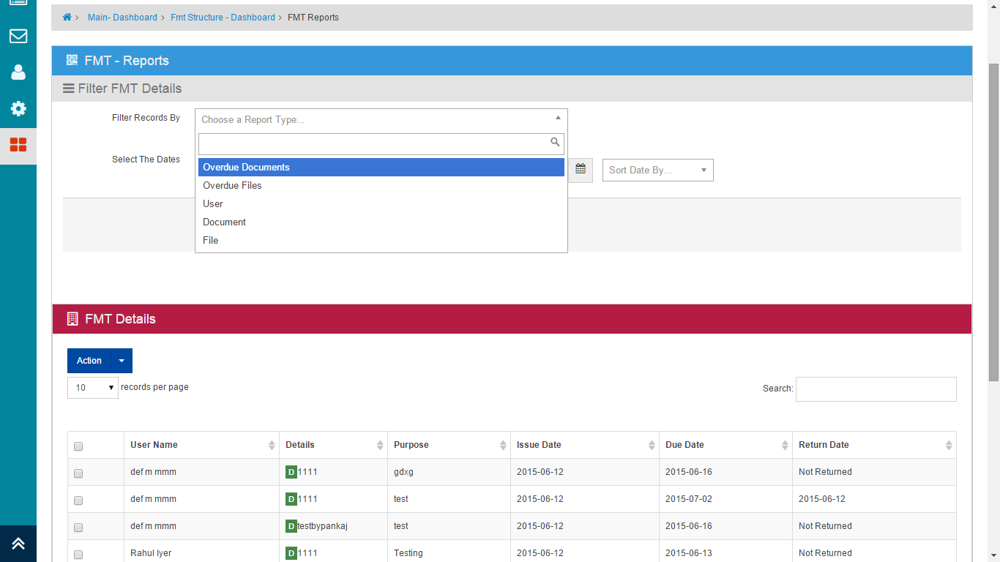 Main- Dashboard > Fmt Structure - Dashboard > FMT Reports
FMT - Reports
Filter FMT Details
Filter Records By
Choose a Report Type...
Select The Dates
Sort Date By...
Overdue Documents
Overdue Files
User
Document
File
FMT Details
Action
10 records per page
Search:
User Name Details Purpose Issue Date Due Date Return Date
def m mmm D 1111 gdxg 2015-06-12 2015-06-16 Not Returned
def m mmm D 1111 test 2015-06-12 2015-07-02 2015-06-12
def m mmm D testbypankaj test 2015-06-12 2015-06-16 Not Returned
Rahul Iyer D 1111 Testing 2015-06-12 2015-06-13 Not Returned